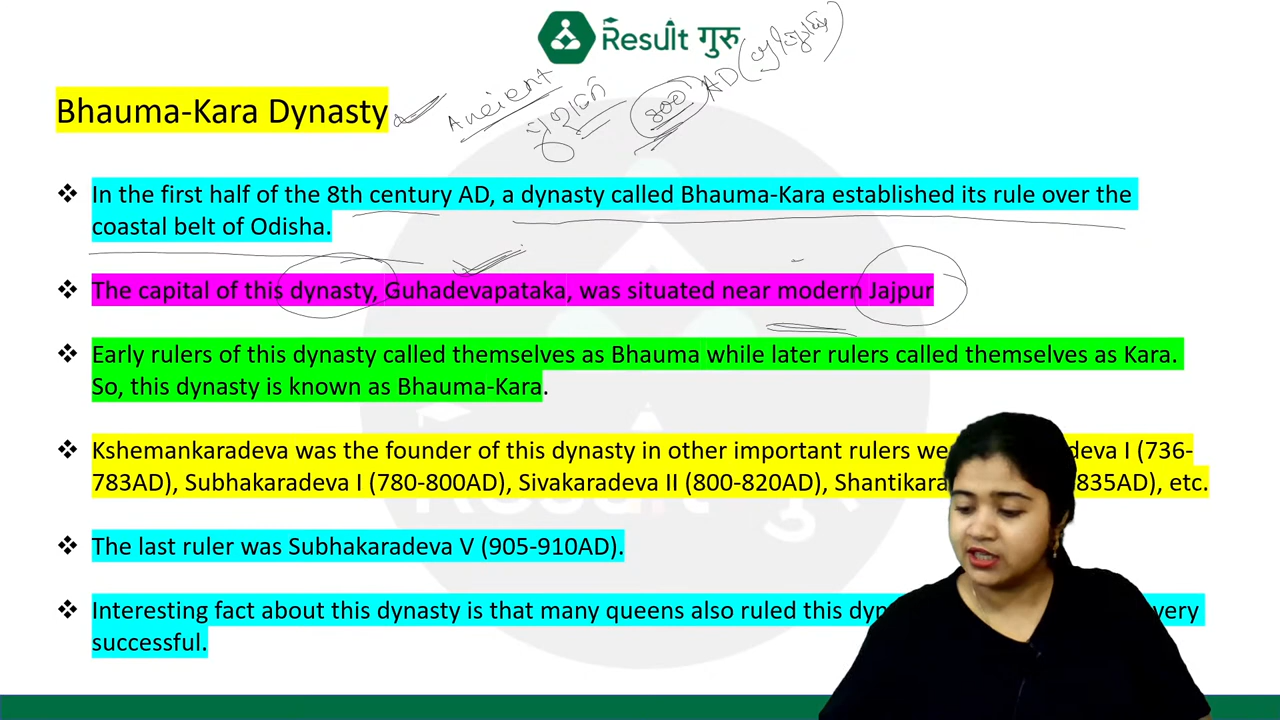 Result गुरु
Bhauma-Kara Dynasty
Ancient
800 AD
❖ In the first half of the 8th century AD, a dynasty called Bhauma-Kara established its rule over the
coastal belt of Odisha.
❖ The capital of this dynasty, Guhadevapataka, was situated near modern Jajpur
❖ Early rulers of this dynasty called themselves as Bhauma while later rulers called themselves as Kara.
So, this dynasty is known as Bhauma-Kara.
❖ Kshemankaradeva was the founder of this dynasty in other important rulers deva I (736-
783AD), Subhakaradeva I (780-800AD), Sivakaradeva II (800-820AD), 835AD), etc.
❖ The last ruler was Subhakaradeva V (905-910AD).
❖ Interesting fact about this dynasty is that many queens also ruled this very
successful.